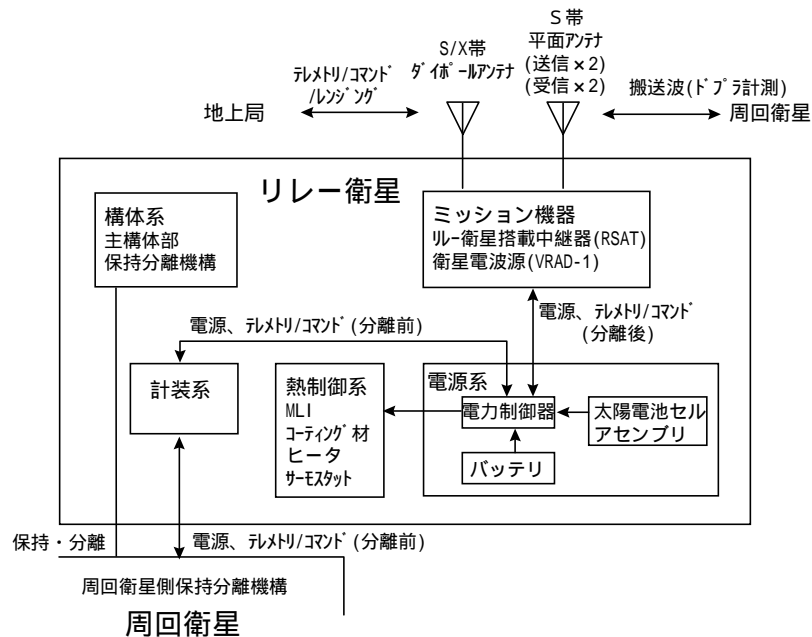 S帯
平面ｱﾝﾃﾅ
(送信×2)
(受信×2)
S/X帯
ﾀﾞｲﾎﾟｰﾙｱﾝﾃﾅ
ﾃﾚﾒﾄﾘ/ｺﾏﾝﾄﾞ
/ﾚﾝｼﾞﾝｸﾞ
地上局
搬送波(ﾄﾞﾌﾟﾗ計測)
周回衛星
リレー衛星
構体系
主構体部
保持分離機構
ミッション機器
ﾘﾚｰ衛星搭載中継器(RSAT)
衛星電波源(VRAD-1)
電源、ﾃﾚﾒﾄﾘ/ｺﾏﾝﾄﾞ(分離前)
電源、ﾃﾚﾒﾄﾘ/ｺﾏﾝﾄﾞ
(分離後)
計装系
熱制御系
MLI
ｺｰﾃｨﾝｸﾞ材
ヒータ
ｻｰﾓｽﾀｯﾄ
電源系
電力制御器
太陽電池セル
アセンブリ
バッテリ
保持・分離
電源、ﾃﾚﾒﾄﾘ/ｺﾏﾝﾄﾞ(分離前)
周回衛星側保持分離機構
周回衛星